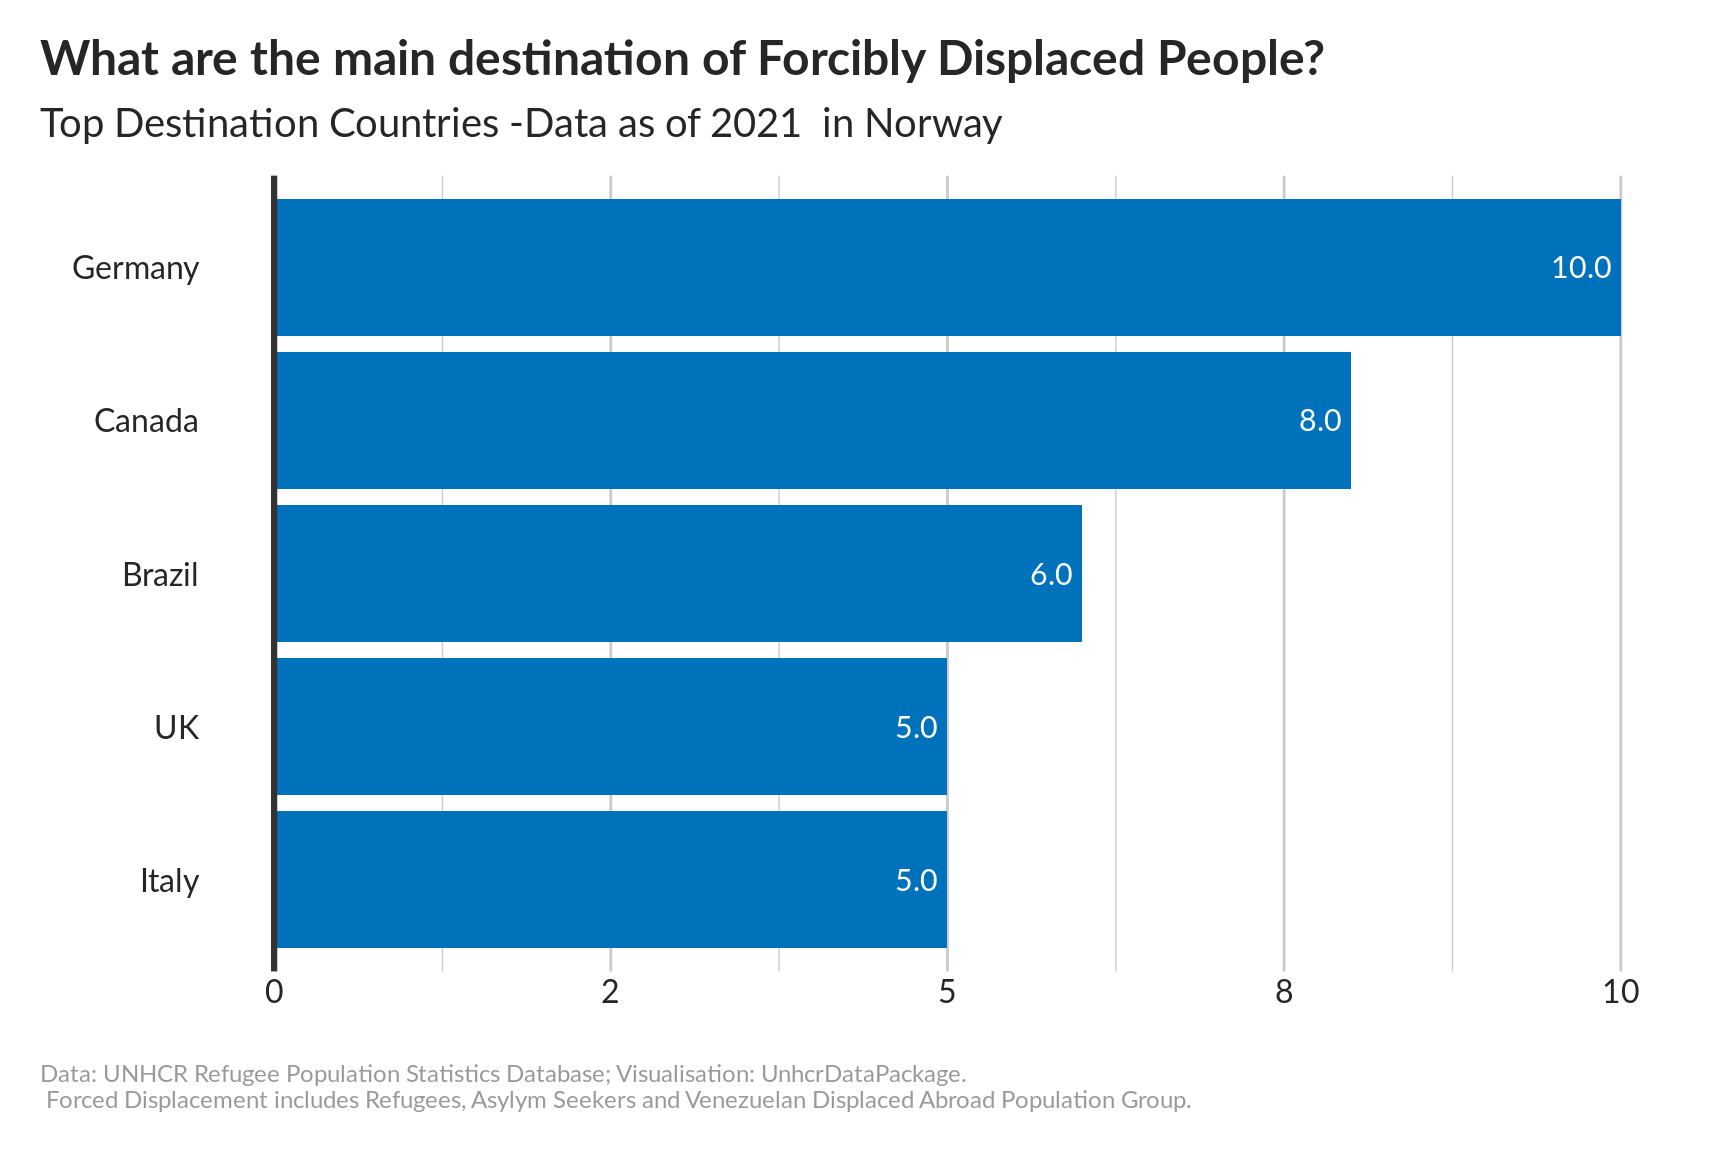 What are the main destination of Forcibly Displaced People?
Top Destination Countries -Data as of 2021  in Norway
Germany
10.0
Canada
8.0
Brazil
6.0
UK
5.0
Italy
5.0
0 2 5 8 10
Data: UNHCR Refugee Population Statistics Database; Visualisation: UnhcrDataPackage.
Forced Displacement includes Refugees, Asylym Seekers and Venezuelan Displaced Abroad Population Group.